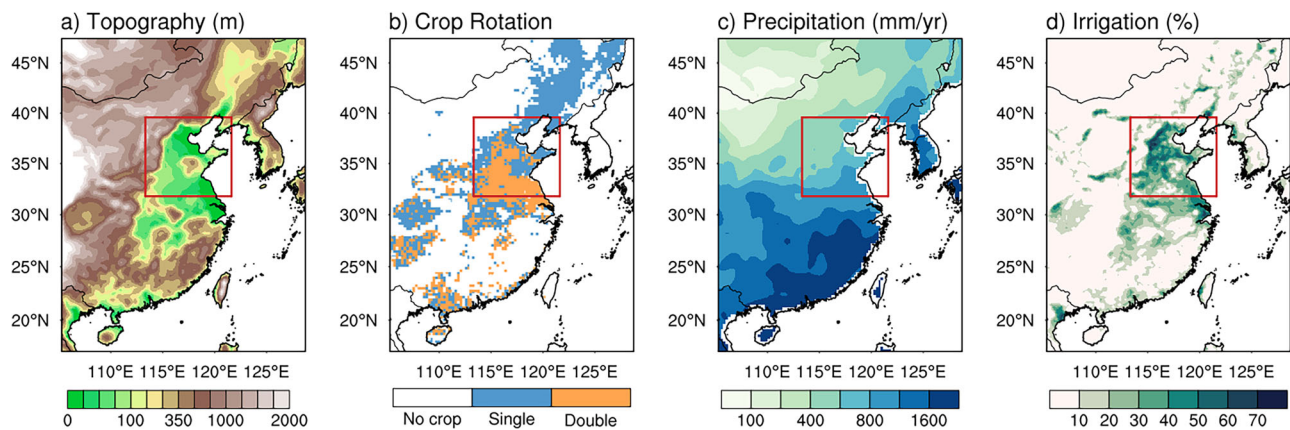 a) Topography (m)
b) Crop Rotation
c) Precipitation (mm/yr)
d) Irrigation (%)
45°N
40°N
35°N
30°N
25°N
20°N
110°E 115°E 120°E 125°E
0 100 350 1000 2000
45°N
40°N
35°N
30°N
25°N
20°N
110°E 115°E 120°E 125°E
No crop Single Double
45°N
40°N
35°N
30°N
25°N
20°N
110°E 115°E 120°E 125°E
100 400 800 1600
45°N
40°N
35°N
30°N
25°N
20°N
110°E 115°E 120°E 125°E
10 20 30 40 50 60 70